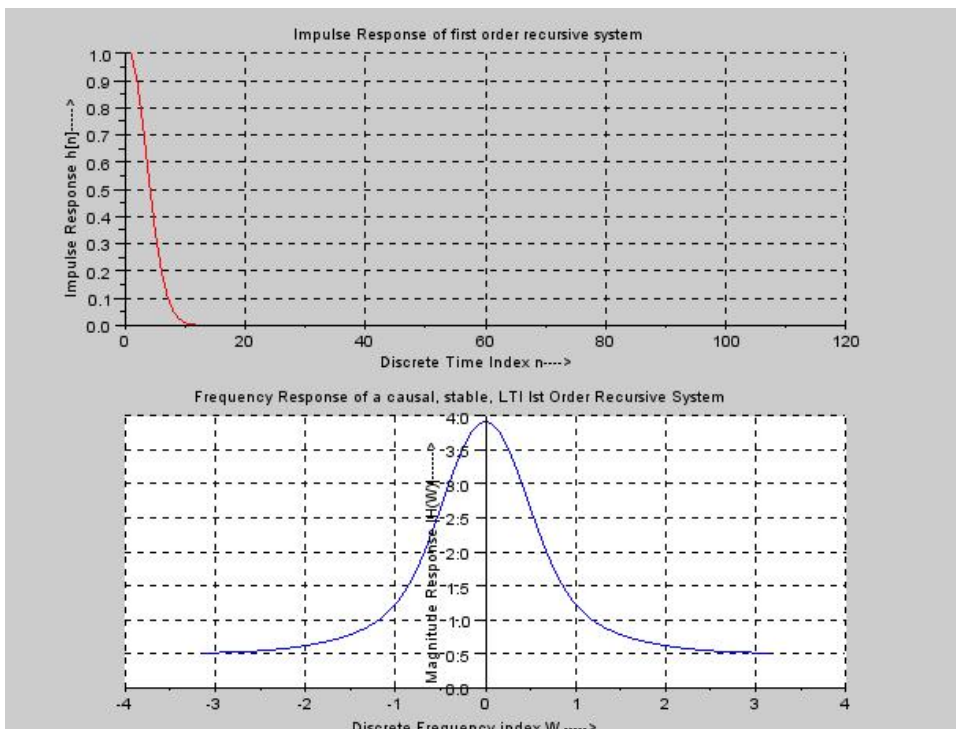 Impulse Response of first order recursive system
1.0
0.9
0.8
0.7
0.6
0.5
0.4
0.3
0.2
0.1
0.0
Impulse Response h[n]----->
0 20 40 60 80 100 120
Discrete Time Index n---->
Frequency Response of a causal, stable, LTI Ist Order Recursive System
4.0
3.5
3.0
2.5
2.0
1.5
1.0
0.5
0.0
Magnitude Response |H(W)|----->
-4 -3 -2 -1 0 1 2 3 4
Discrete Frequency index W ----->